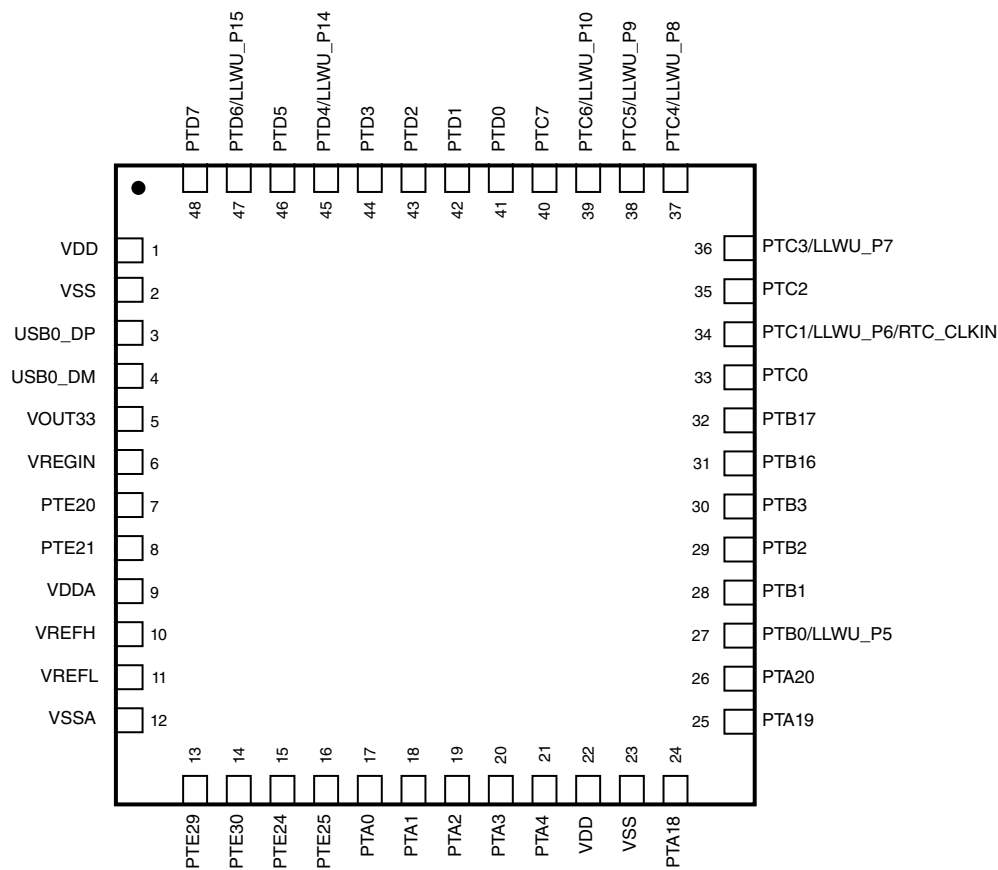 PTD7
PTD6/LLWU_P15
PTD5
PTD4/LLWU_P14
PTD3
PTD2
PTD1
PTD0
PTC7
PTC6/LLWU_P10
PTC5/LLWU_P9
PTC4/LLWU_P8
48
47
46
45
44
43
42
41
40
39
38
37
VDD 1
VSS 2
USB0_DP 3
USB0_DM 4
VOUT33 5
VREGIN 6
PTE20 7
PTE21 8
VDDA 9
VREFH 10
VREFL 11
VSSA 12
36 PTC3/LLWU_P7
35 PTC2
34 PTC1/LLWU_P6/RTC_CLKIN
33 PTC0
32 PTB17
31 PTB16
30 PTB3
29 PTB2
28 PTB1
27 PTB0/LLWU_P5
26 PTA20
25 PTA19
13
14
15
16
17
18
19
20
21
22
23
24
PTE29
PTE30
PTE24
PTE25
PTA0
PTA1
PTA2
PTA3
PTA4
VDD
VSS
PTA18